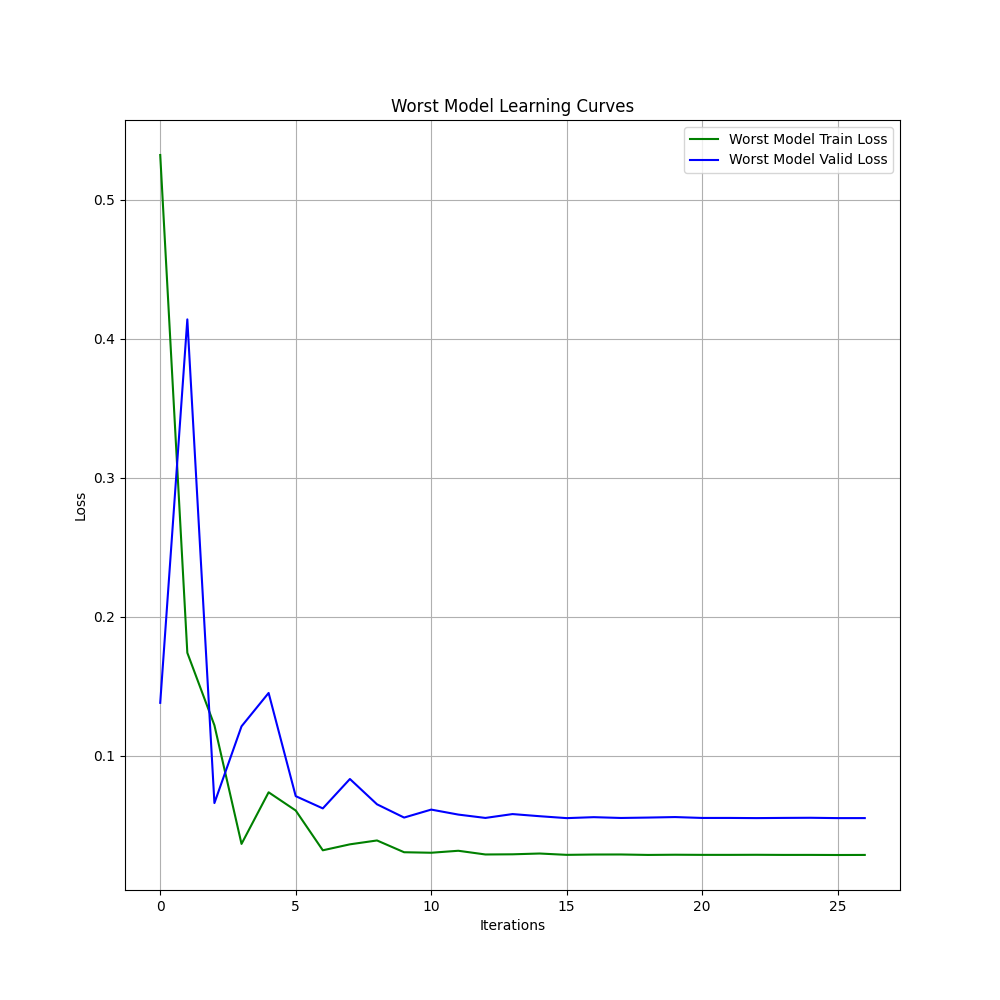 Worst Model Learning Curves
Worst Model Train Loss
Worst Model Valid Loss
0.5
0.4
0.3
0.2
0.1
Loss
0 5 10 15 20 25
Iterations